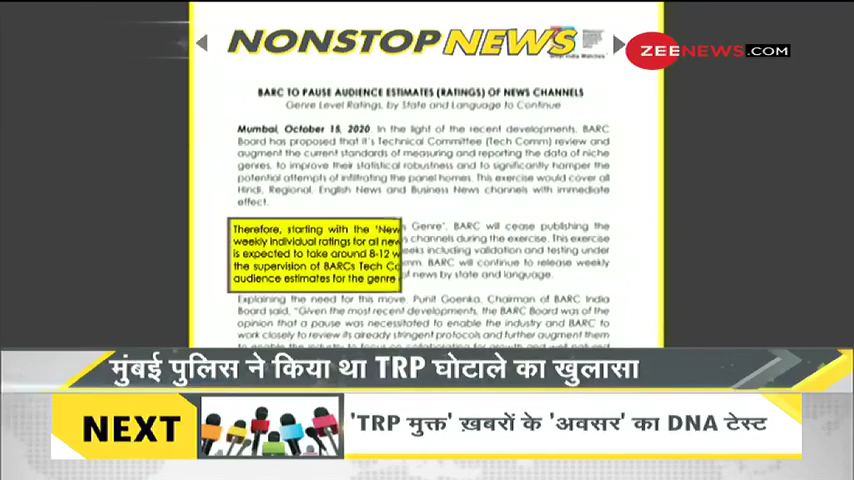 NONSTOP NEWS
ZEENEWS.COM
BARC TO PAUSE AUDIENCE ESTIMATES (RATINGS) OF NEWS CHANNELS
Genre Level Ratings, by State and Language to Continue
Mumbai, October 15, 2020. In the light of the recent developments, BARC
Board has proposed that it's Technical Committee (Tech Comm) review and
augment the current standards of measuring and reporting the data of niche
genres, to improve their statistical robustness and to significantly hamper the
potential attempts of infiltrating the panel homes. This exercise would cover all
Hindi, Regional, English News and Business News channels with immediate
effect.
Therefore, starting with the 'New s Genre', BARC will cease publishing the
weekly individual ratings for all new s channels during the exercise. This exercise
is expected to take around 8-12 w eeks including validation and testing under
the supervision of BARCs Tech Co mm. BARC will continue to release weekly
audience estimates for the genre of news by state and language.
Explaining the need for this move, Punit Goenka, Chairman of BARC India
Board said, "Given the most recent developments, the BARC Board was of the
opinion that a pause was necessitated to enable the industry and BARC to
work closely to review its already stringent protocols and further augment them
मुंबई पुलिस ने किया था TRP घोटाले का खुलासा
NEXT
'TRP मुक्त' ख़बरों के 'अवसर' का DNA टेस्ट